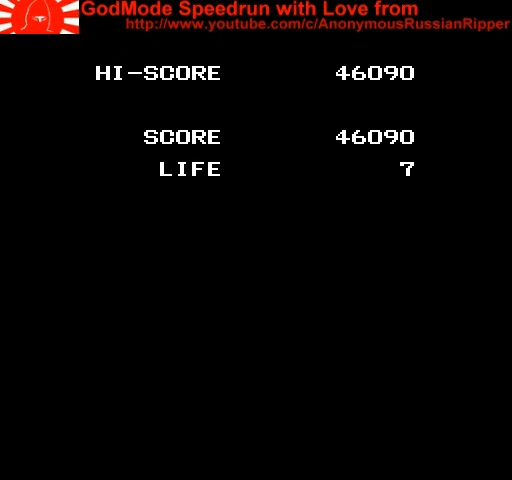 GodMode Speedrun with Love from
http://www.youtube.com/c/AnonymousRussianRipper
HI-SCORE 46090
SCORE 46090
LIFE 7